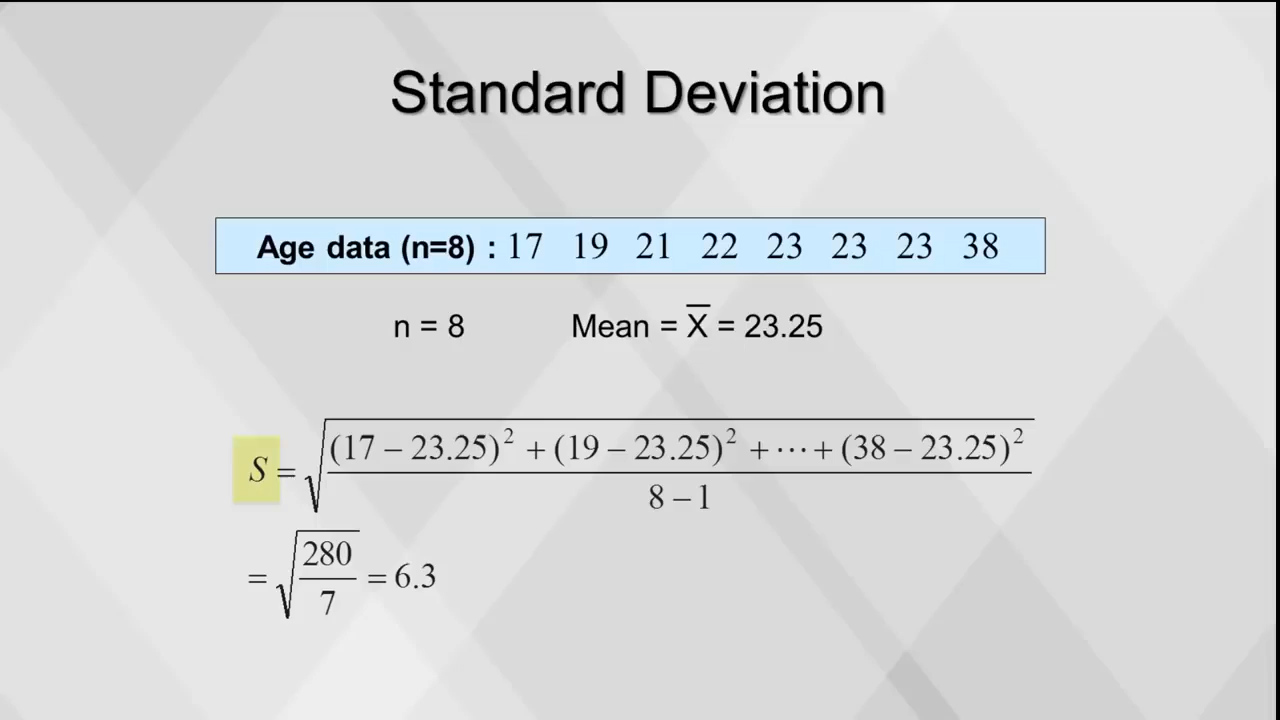 Standard Deviation
Age data (n=8) : 17 19 21 22 23 23 23 38
n = 8 Mean = X̅ = 23.25
S = √((17 – 23.25)² + (19 – 23.25)² + ⋯ + (38 – 23.25)² / 8 – 1)
= √(280 / 7) = 6.3